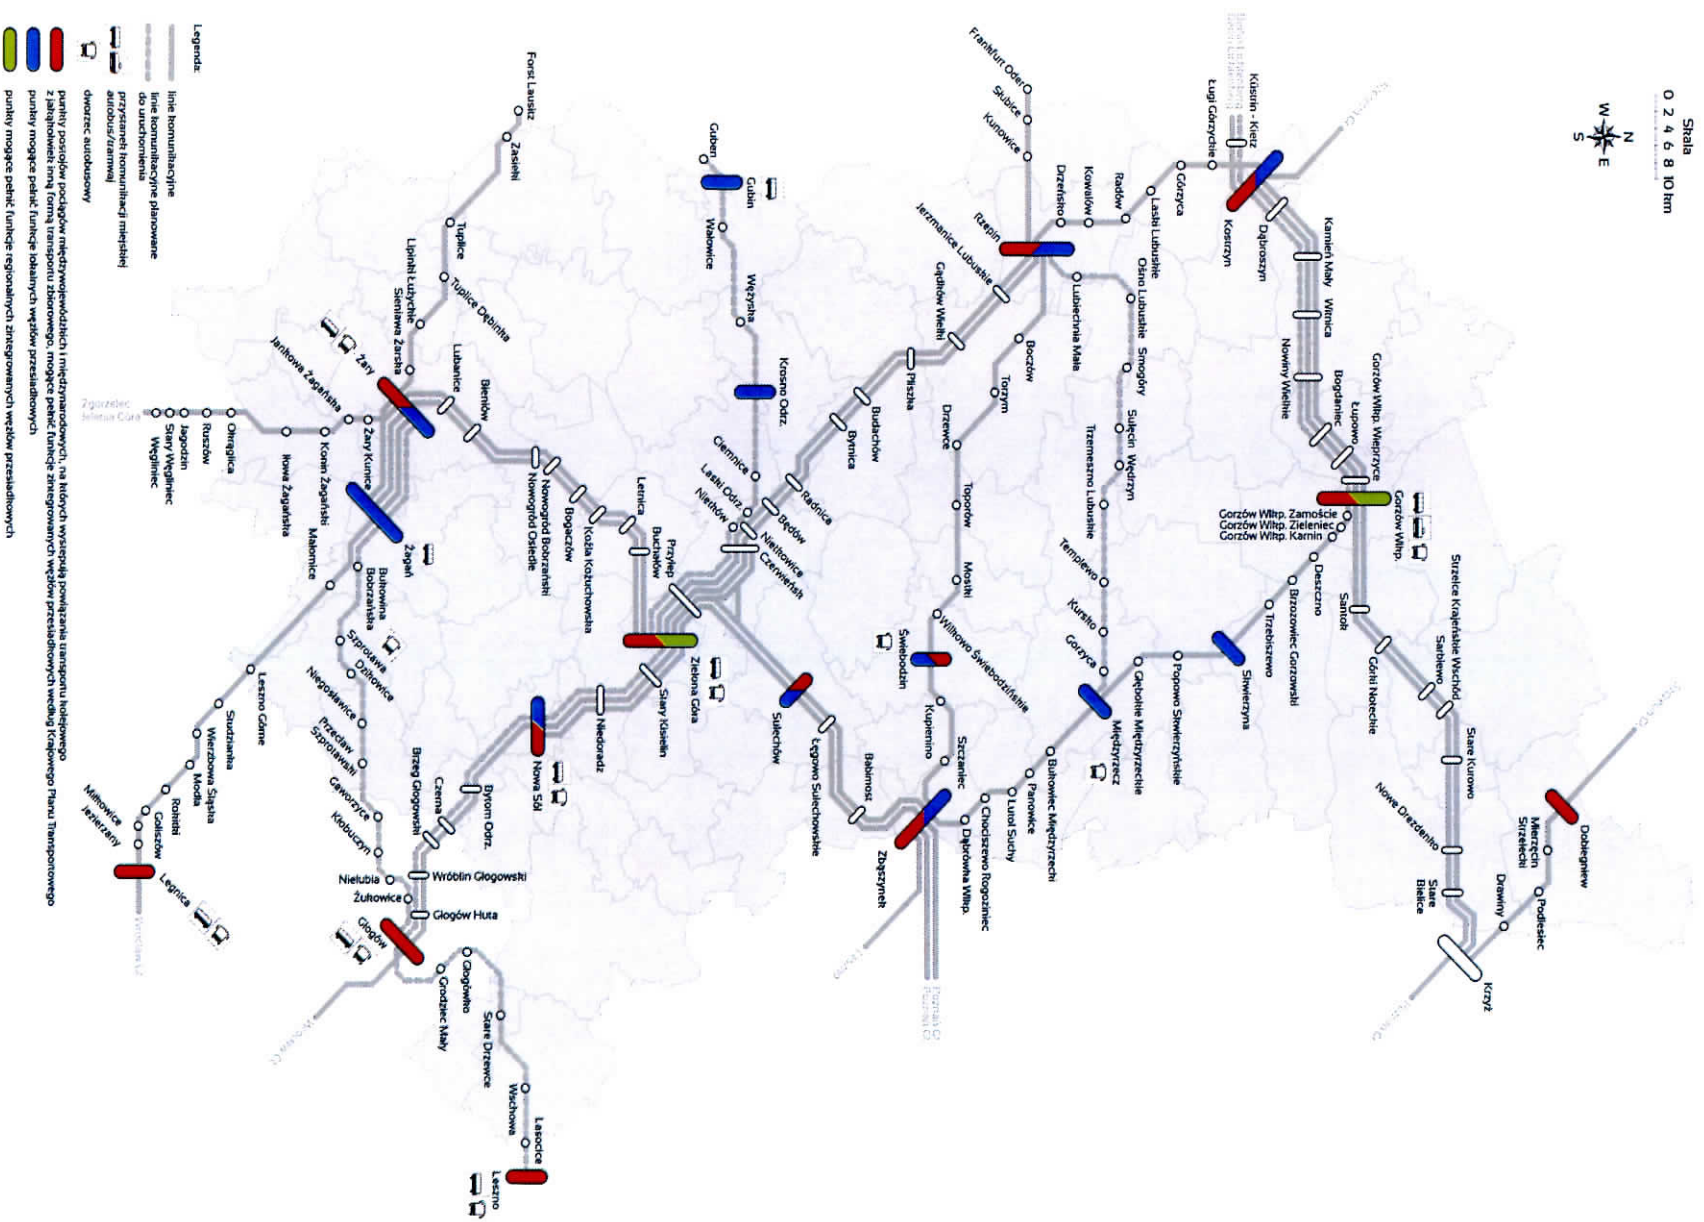 Skala
0 2 4 6 8 10 km
N
W
E
S
Frankfurt Oder
Słubice
Kunowice
Rzepin
Jerzmanice Lubuskie
Gądków Wielki
Pliszka
Budachów
Bytnica
Radnica
Będów
Nietkowice
Czerwieńsk
Drzeńsko
Kowalów
Radów
Laski Lubuskie
Górzyca
Ługi Górzyckie
Küstrin - Kietz
Kostrzyn
Dąbroszyn
Kamień Mały
Witnica
Nowiny Wielkie
Bogdaniec
Łupowo
Gorzów Wlkp. Wieprzyce
Gorzów Wlkp.
Gorzów Wlkp. Zamoście
Gorzów Wlkp. Zieleniec
Gorzów Wlkp. Karnin
Deszczno
Brzozowiec Gorzowski
Trzebiszewo
Skwierzyna
Popowo Skwierzyńskie
Głębokie Międzyrzeckie
Międzyrzecz
Bukowiec Międzyrzecki
Panowice
Lutol Suchy
Chociszewo Rogoziniec
Dąbrówka Wlkp.
Zbąszynek
Santok
Górki Noteckie
Sarbiewo
Strzelce Krajeńskie Wschód
Stare Kurowo
Nowe Drezdenko
Stare
Bielice
Krzyż
Drawiny
Podlesiec
Mierzęcin
Strzelecki
Dobiegniew
Ośno Lubuskie
Smogóry
Lubiechnia Mała
Sulęcin
Wędrzyn
Trzemeszno Lubuskie
Templewo
Kursko
Gorzyca
Boczów
Torzym
Drzewce
Toporów
Mostki
Wilkowo Świebodzińskie
Świebodzin
Kupienino
Szczaniec
Guben
Gubin
Wałowice
Wężyska
Krosno Odrz.
Ciemnice
Laski Odrz.
Nietków
Przylep
Zielona Góra
Stary Kisielin
Niedoradz
Nowa Sól
Bytom Odrz.
Czerna
Brzeg Głogowski
Wróblin Głogowski
Głogów Huta
Głogów
Sulechów
Łęgowo Sulechowskie
Babimost
Forst Lausitz
Zasieki
Tuplice
Tuplice Dębinka
Lipinki Łużyckie
Sieniawa Żarska
Żary
Lubanice
Bieniów
Nowogród Osiedle
Nowogród Bobrzański
Bogaczów
Koźla Kożuchowska
Letnica
Buchałów
Jankowa Żagańska
Żary Kunice
Konin Żagański
Iłowa Żagańska
Okrąglica
Ruszów
Jagodzin
Stary Węgliniec
Węgliniec
Żagań
Małomice
Leszno Górne
Studzianka
Wierzbowa Śląska
Modła
Rokitki
Goliszów
Miłkowice
Jezierzany
Legnica
Bukowina
Bobrzańska
Szprotawa
Dzikowice
Niegosławice
Przecław
Szprotawski
Gaworzyce
Kłobuczyn
Nielubia
Żukowice
Grodziec Mały
Głogówko
Stare Drzewce
Wschowa
Lasocice
Leszno
Legenda:
linie komunikacyjne
linie komunikacyjne planowane
do uruchomienia
przystanek komunikacji miejskiej
autobus/tramwaj
dworzec autobusowy
punkty postojów pociągów międzywojewódzkich i międzynarodowych, na których występują powiązania transportu kolejowego
z jakąkolwiek inną formą transportu zbiorowego, mogące pełnić funkcje zintegrowanych węzłów przesiadkowych według Krajowego Planu Transportowego
punkty mogące pełnić funkcje lokalnych węzłów przesiadkowych
punkty mogące pełnić funkcje regionalnych zintegrowanych węzłów przesiadkowych